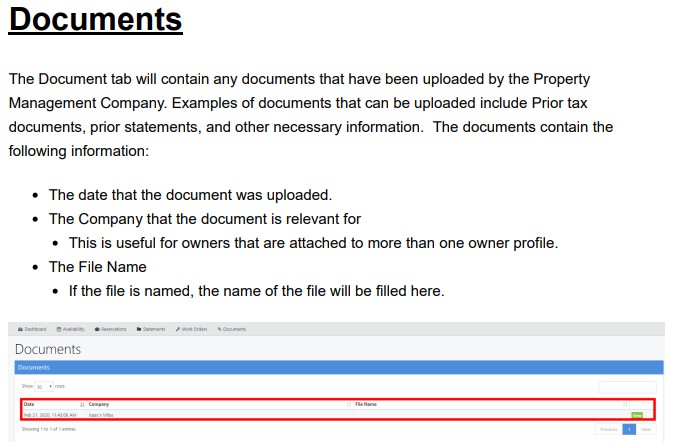 Documents
The Document tab will contain any documents that have been uploaded by the Property
Management Company. Examples of documents that can be uploaded include Prior tax
documents, prior statements, and other necessary information.  The documents contain the
following information:
• The date that the document was uploaded.
• The Company that the document is relevant for
• This is useful for owners that are attached to more than one owner profile.
• The File Name
• If the file is named, the name of the file will be filled here.
Dashboard Availability Reservations Statements Work Orders Documents
Documents
Documents
Show 50 rows
Date Company File Name
Feb 21, 2020, 11:43:06 AM Isaac's Villas
Showing 1 to 1 of 1 entries Previous 1 Next